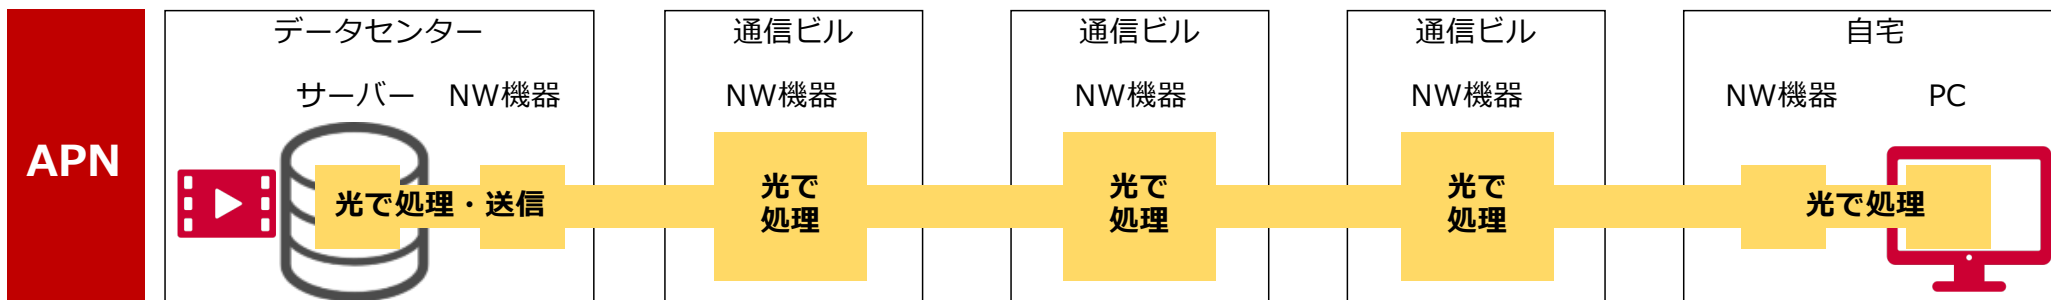 APN
データセンター
サーバー
NW機器
光で処理・送信
通信ビル
NW機器
光で
処理
通信ビル
NW機器
光で
処理
通信ビル
NW機器
光で
処理
自宅
NW機器
PC
光で処理